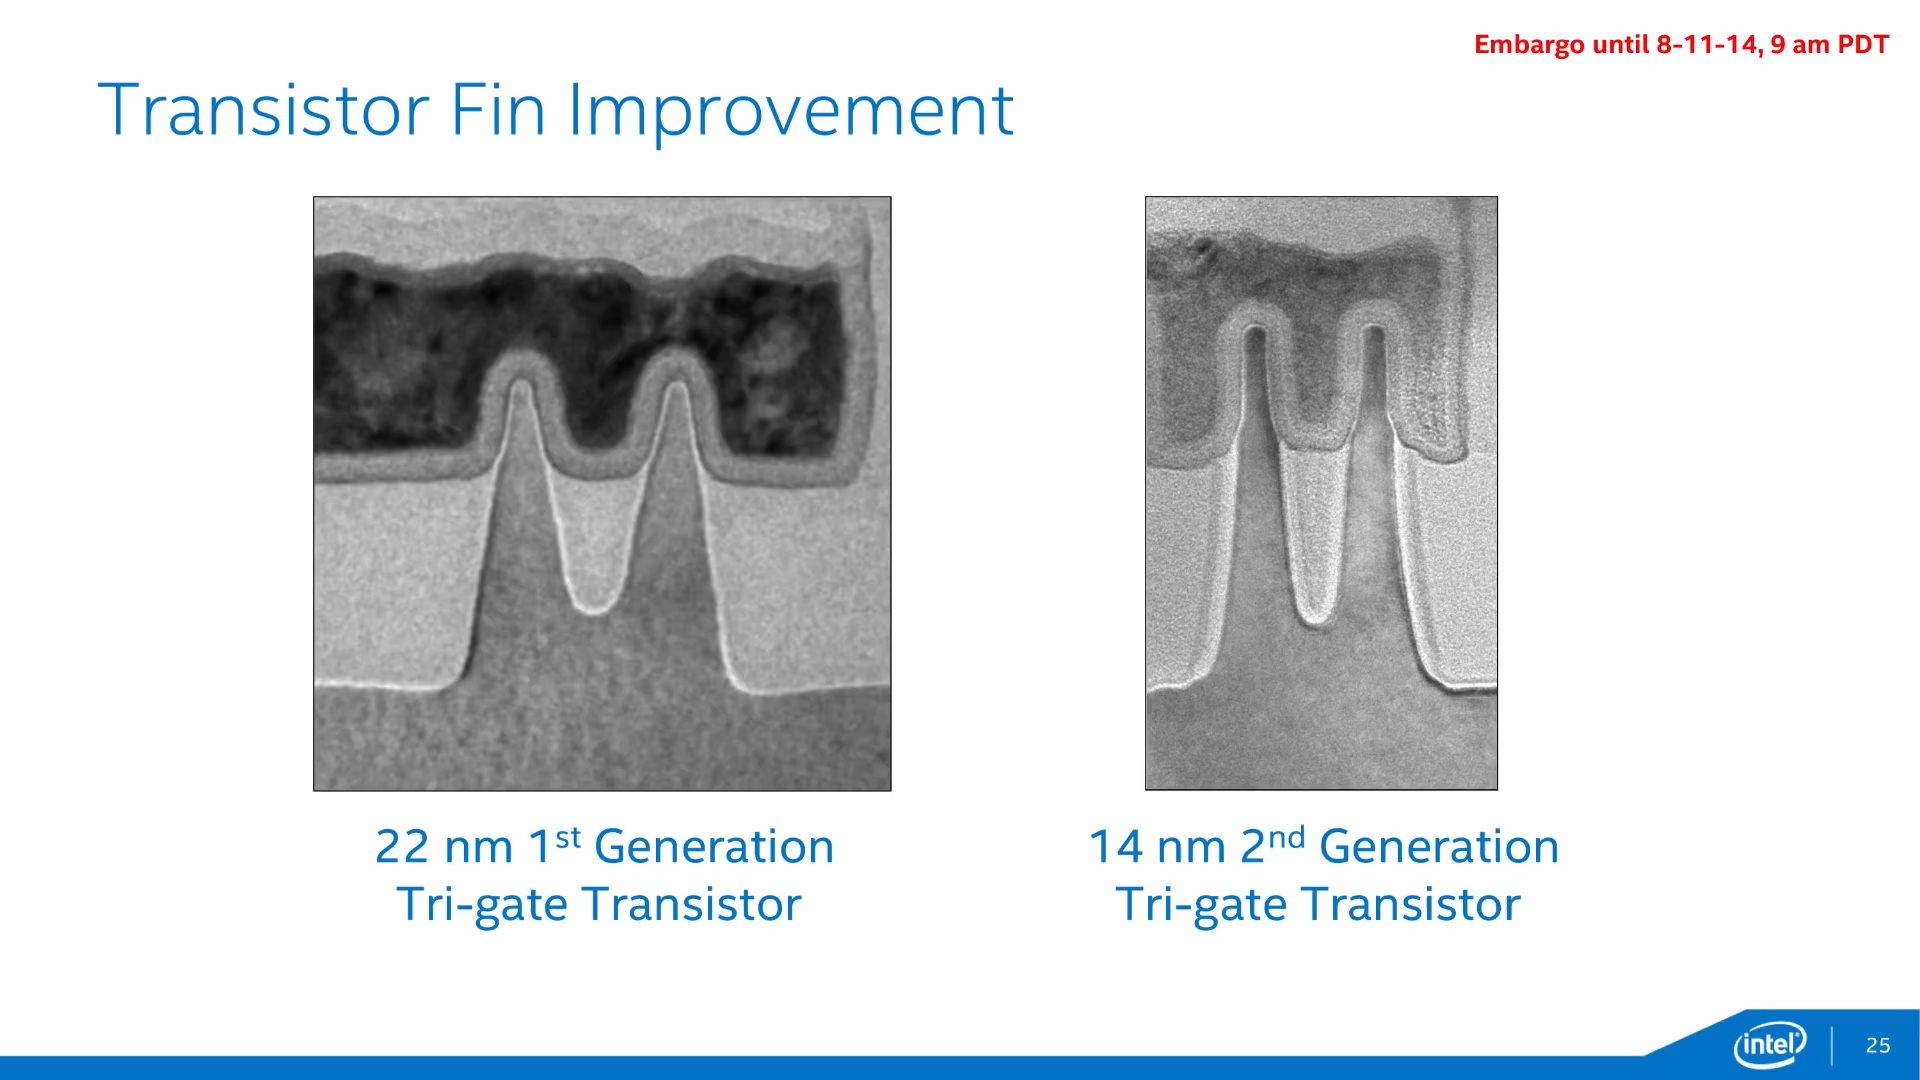 Embargo until 8-11-14, 9 am PDT
Transistor Fin Improvement
22 nm 1st Generation
Tri-gate Transistor
14 nm 2nd Generation
Tri-gate Transistor
intel
25